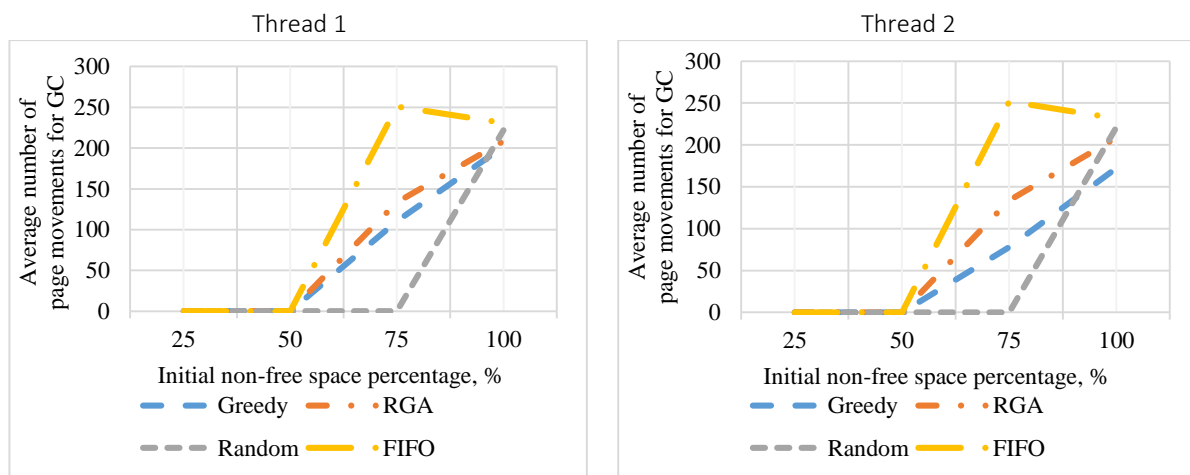 Thread 1
300
250
200
150
100
50
0
25 50 75 100
Average number of
page movements for GC
Initial non-free space percentage, %
Greedy RGA
Random FIFO
Thread 2
300
250
200
150
100
50
0
25 50 75 100
Average number of
page movements for GC
Initial non-free space percentage, %
Greedy RGA
Random FIFO